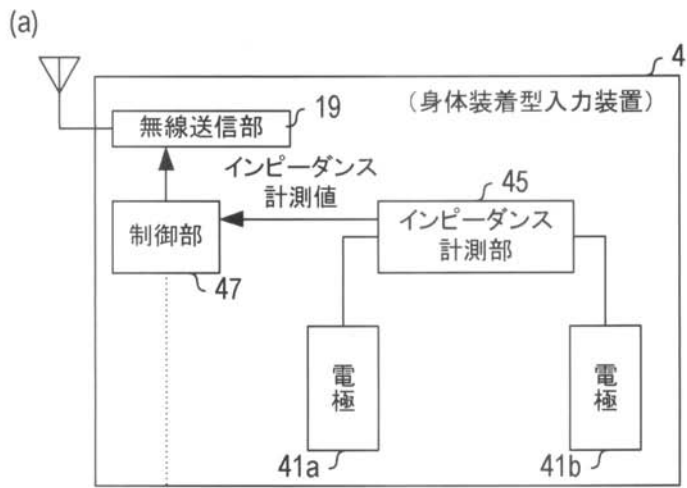 (a)
4
(身体装着型入力装置)
19
無線送信部
インピーダンス
計測値
45
インピーダンス
計測部
制御部
47
電極
電極
41a
41b